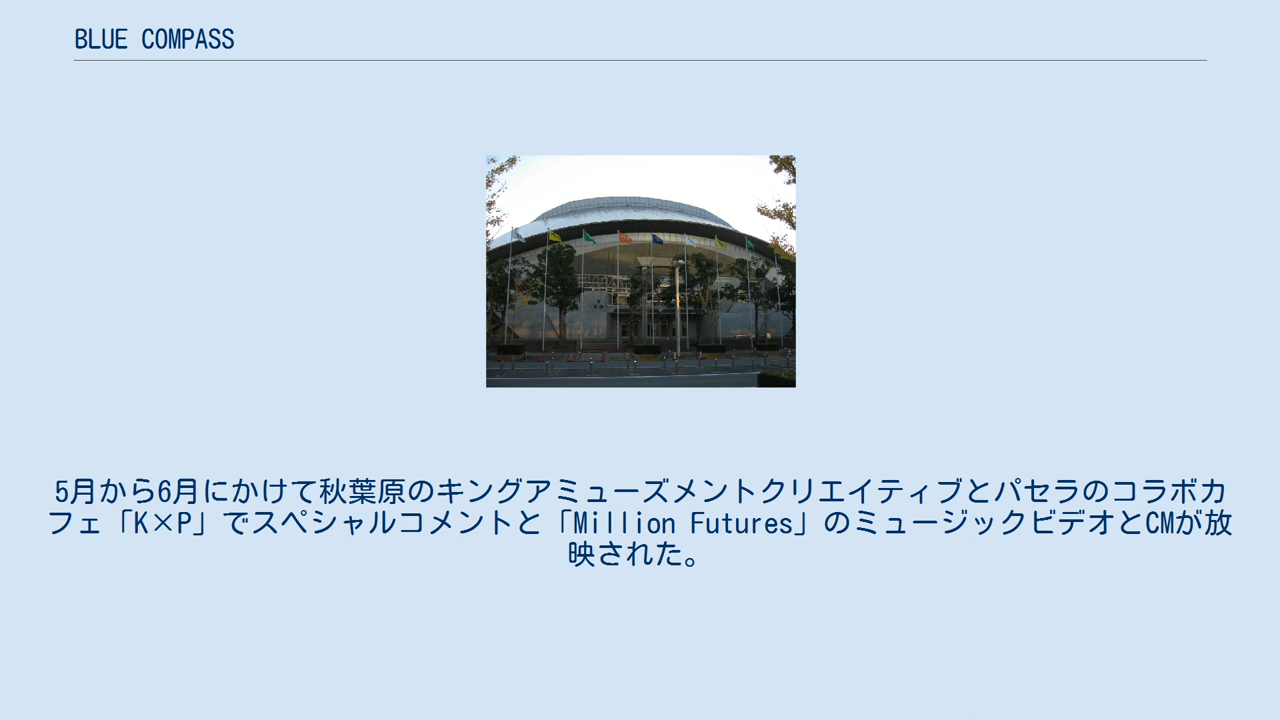 BLUE COMPASS
5月から6月にかけて秋葉原のキングアミューズメントクリエイティブとパセラのコラボカ
フェ「K×P」でスペシャルコメントと「Million Futures」のミュージックビデオとCMが放
映された。